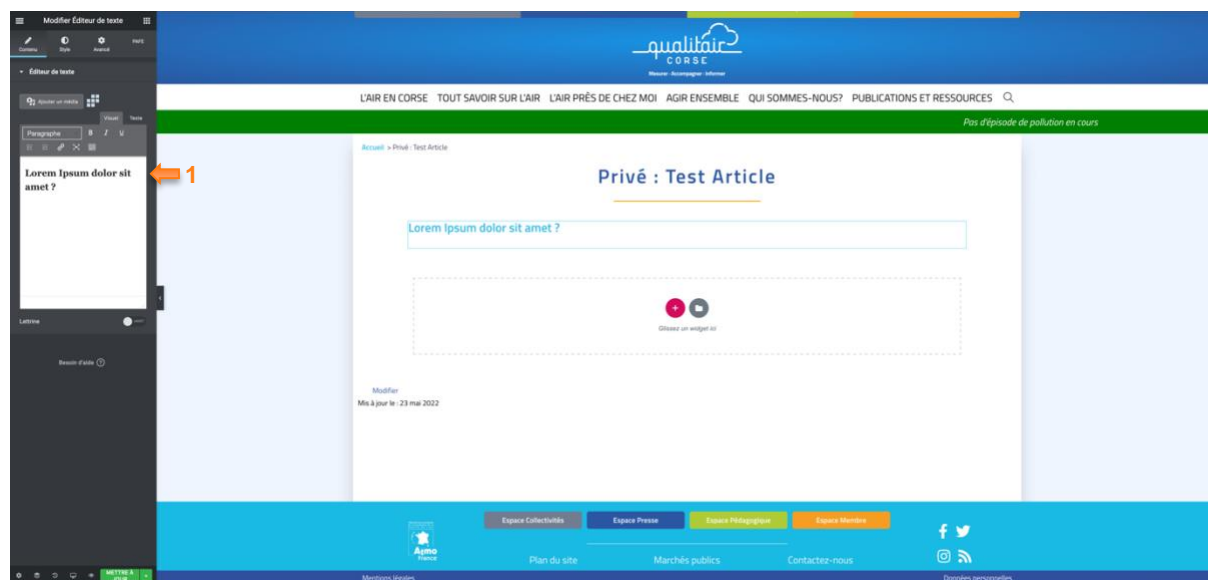 Modifier Éditeur de texte
Contenu Style Avancé
Éditeur de texte
Ajouter un média
Visuel Texte
Paragraphe B I U
Lorem Ipsum dolor sit
amet ?
1
Lettrine
Besoin d'aide ?
METTRE À
JOUR
qualitair
CORSE
Mesurer - Accompagner - Informer
L'AIR EN CORSE TOUT SAVOIR SUR L'AIR L'AIR PRÈS DE CHEZ MOI AGIR ENSEMBLE QUI SOMMES-NOUS? PUBLICATIONS ET RESSOURCES
Pas d'épisode de pollution en cours
Accueil > Privé : Test Article
Privé : Test Article
Lorem Ipsum dolor sit amet ?
Glissez un widget ici
Modifier
Mis à jour le : 23 mai 2022
Espace Collectivités Espace Presse Espace Pédagogique Espace Membre
Atmo
France
Plan du site Marchés publics Contactez-nous
Mentions légales Données personnelles